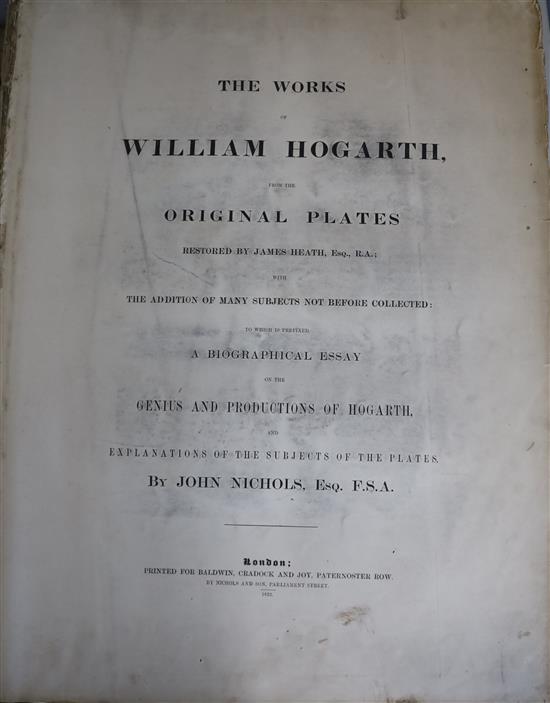 THE WORKS
OF
WILLIAM HOGARTH,
FROM THE
ORIGINAL PLATES
RESTORED BY JAMES HEATH, Esq., R.A.;
WITH
THE ADDITION OF MANY SUBJECTS NOT BEFORE COLLECTED:
TO WHICH IS PREFIXED
A BIOGRAPHICAL ESSAY
ON THE
GENIUS AND PRODUCTIONS OF HOGARTH,
AND
EXPLANATIONS OF THE SUBJECTS OF THE PLATES.
By JOHN NICHOLS, Esq. F.S.A.
London:
PRINTED FOR BALDWIN, CRADOCK AND JOY, PATERNOSTER ROW.
BY NICHOLS AND SON, PARLIAMENT STREET.
1822.